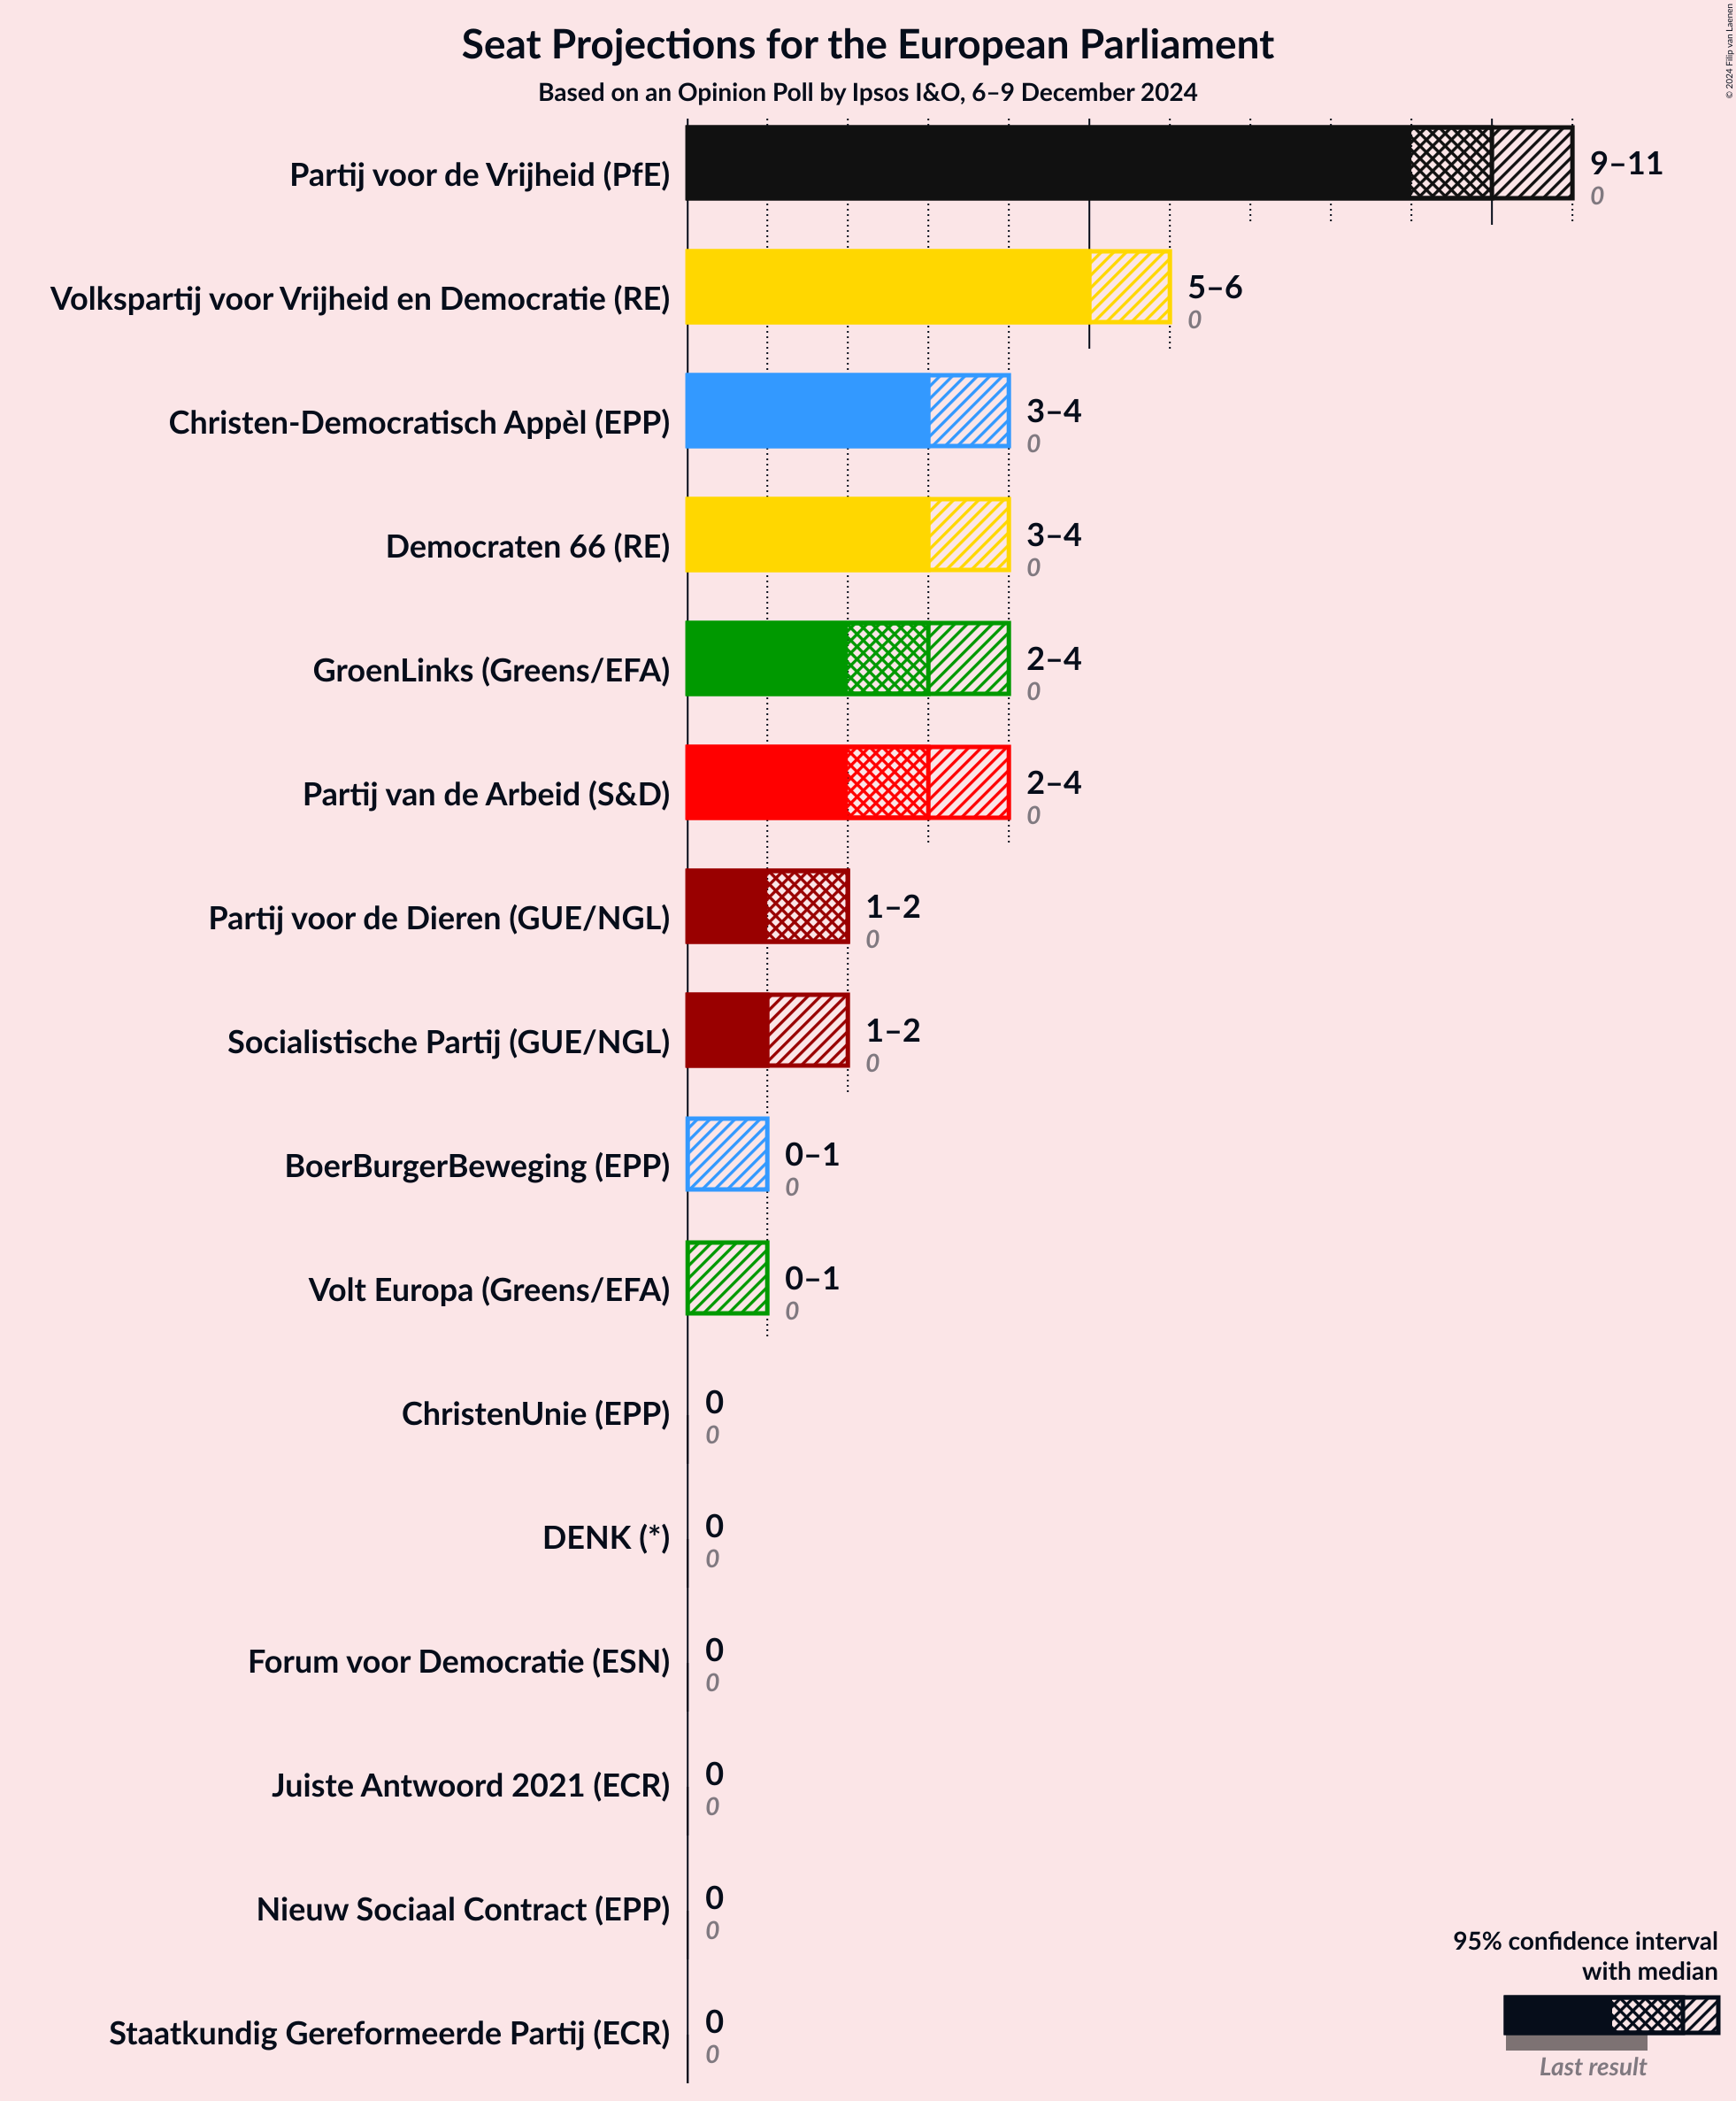 Seat Projections for the European Parliament
Based on an Opinion Poll by Ipsos I&O, 6–9 December 2024
© 2024 Filip van Laenen
Partij voor de Vrijheid (PfE)
9–11
0
Volkspartij voor Vrijheid en Democratie (RE)
5–6
0
Christen-Democratisch Appèl (EPP)
3–4
0
Democraten 66 (RE)
3–4
0
GroenLinks (Greens/EFA)
2–4
0
Partij van de Arbeid (S&D)
2–4
0
Partij voor de Dieren (GUE/NGL)
1–2
0
Socialistische Partij (GUE/NGL)
1–2
0
BoerBurgerBeweging (EPP)
0–1
0
Volt Europa (Greens/EFA)
0–1
0
ChristenUnie (EPP)
0
0
DENK (*)
0
0
Forum voor Democratie (ESN)
0
0
Juiste Antwoord 2021 (ECR)
0
0
Nieuw Sociaal Contract (EPP)
0
0
Staatkundig Gereformeerde Partij (ECR)
0
0
95% confidence interval
with median
Last result